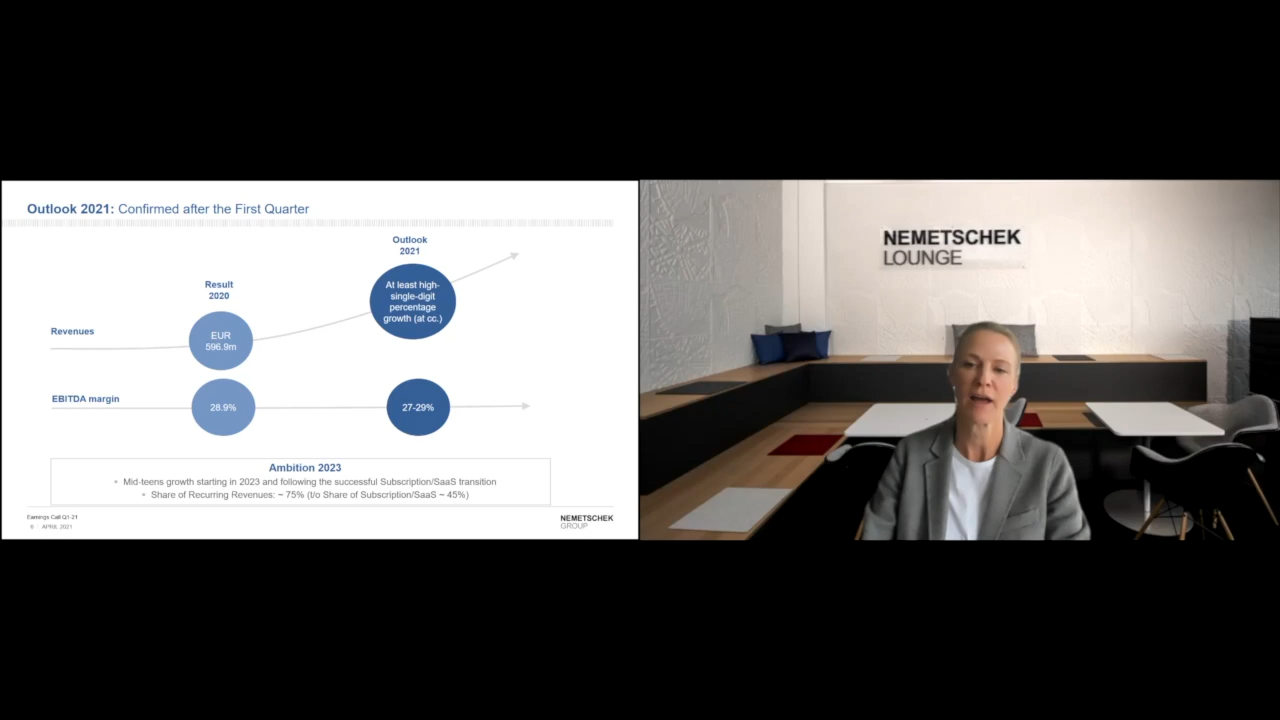 Outlook 2021: Confirmed after the First Quarter
Outlook
2021
At least high-
single-digit
percentage
growth (at cc.)
Result
2020
Revenues
EUR
596.9m
EBITDA margin
28.9%
27-29%
Ambition 2023
• Mid-teens growth starting in 2023 and following the successful Subscription/SaaS transition
• Share of Recurring Revenues: ~ 75% (t/o Share of Subscription/SaaS ~ 45%)
Earnings Call Q1-21
6 | APRIL 2021
NEMETSCHEK
GROUP
NEMETSCHEK
LOUNGE